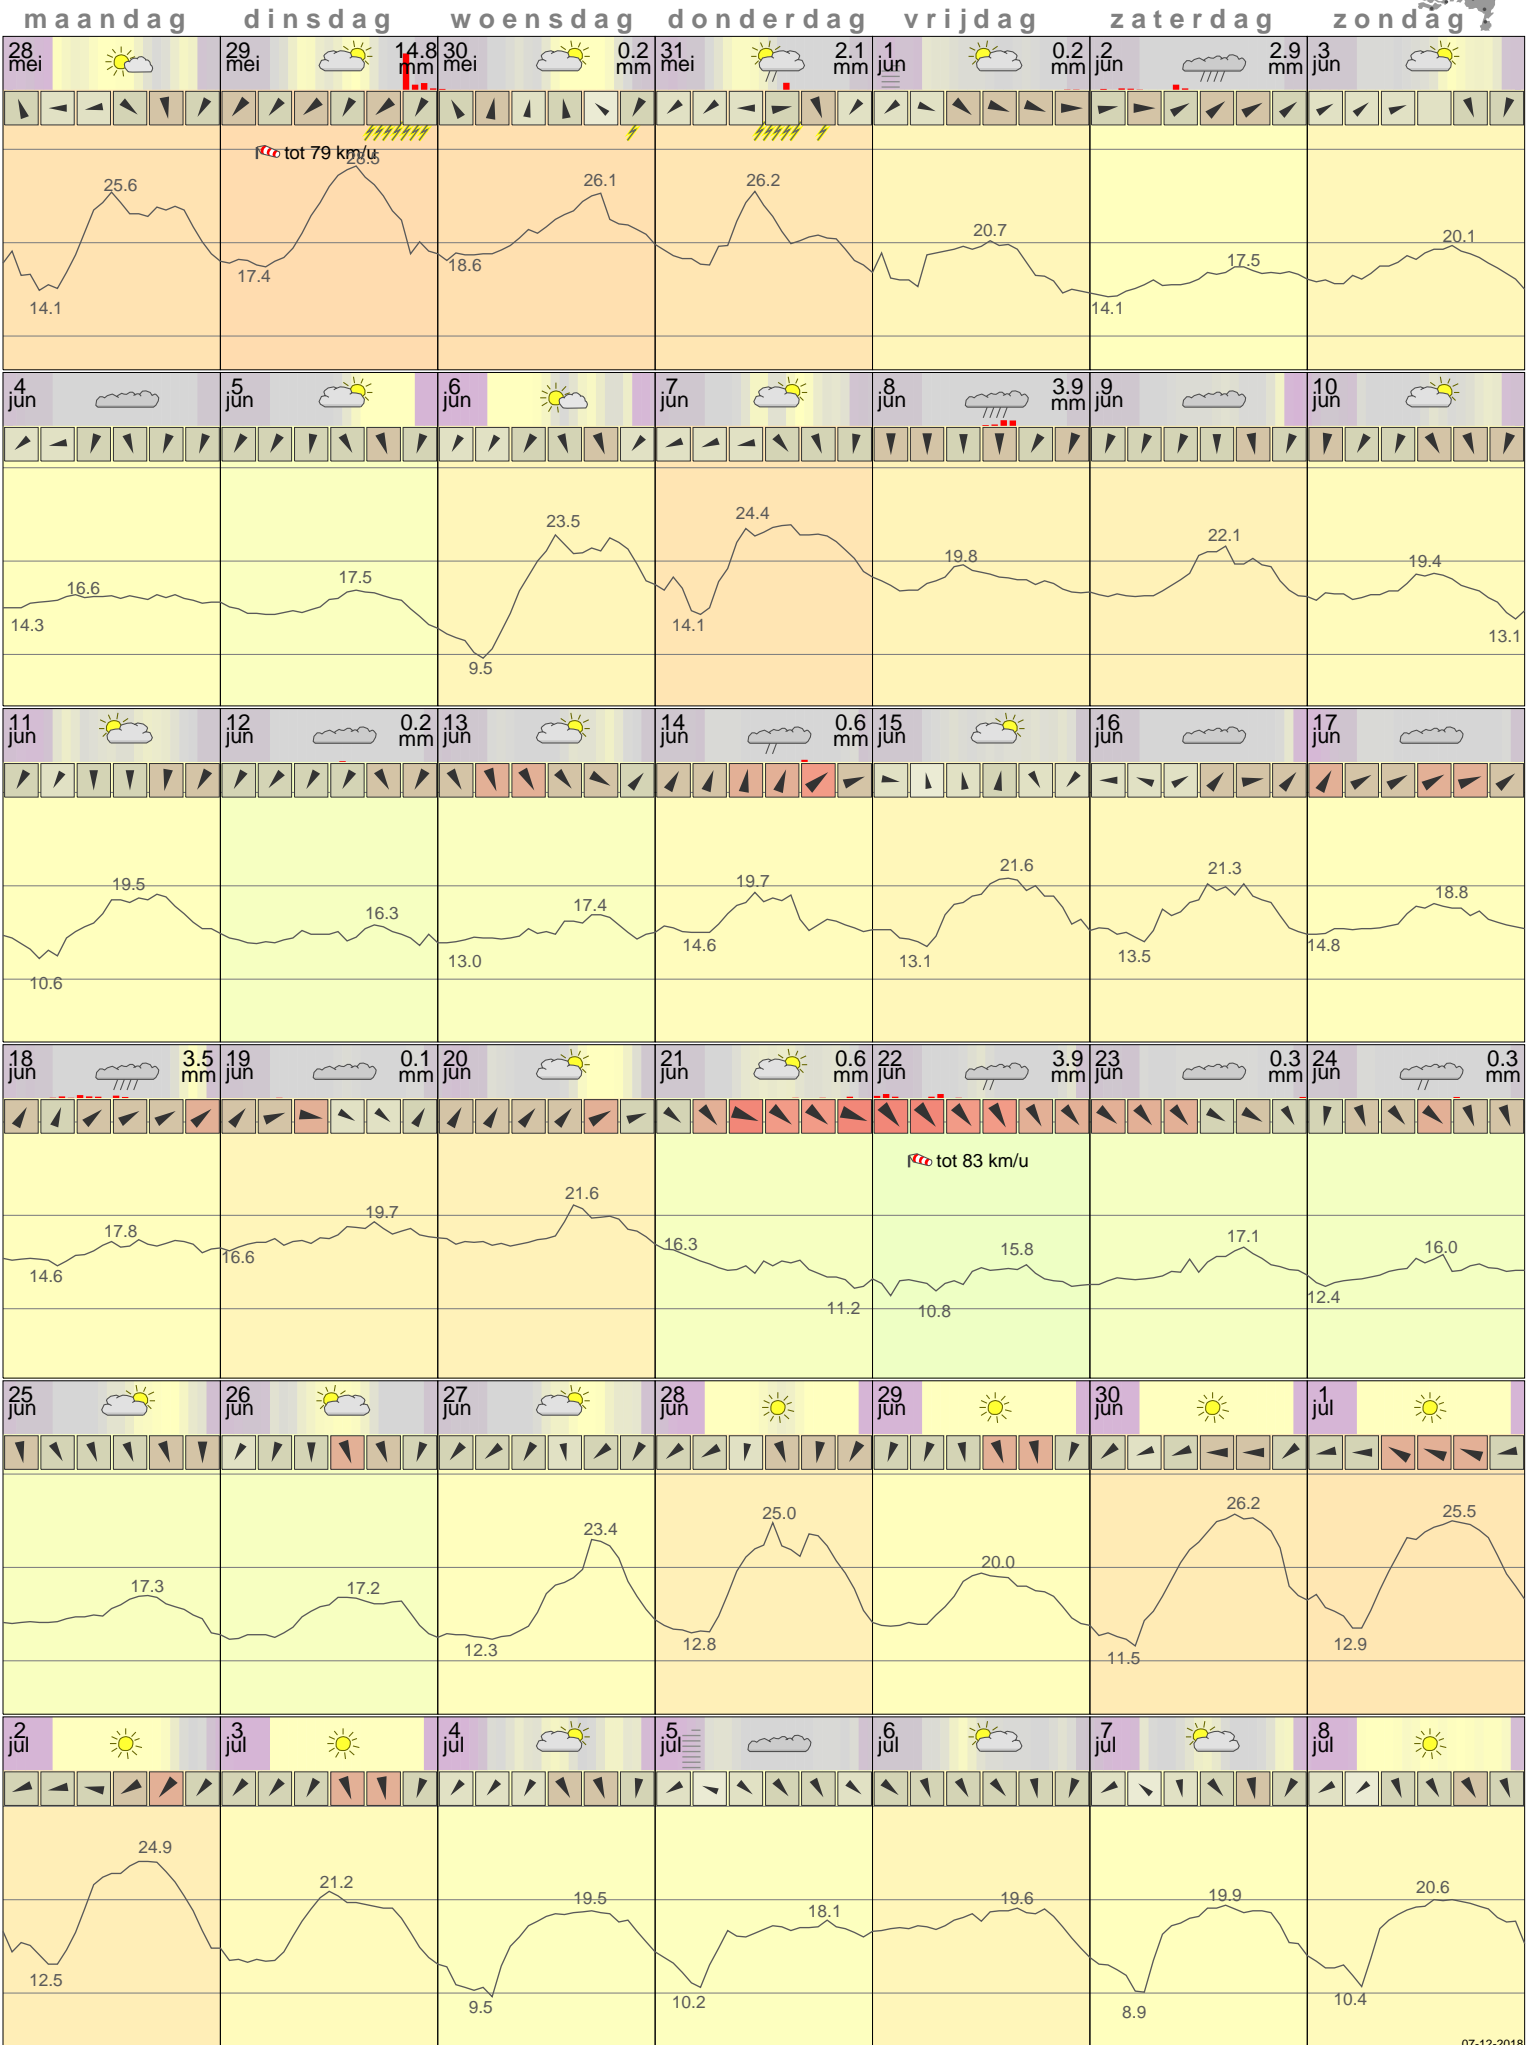 maandag dinsdag woensdag donderdag vrijdag zaterdag zondag
28 mei
29 mei 14.8 mm
30 mei 0.2 mm
31 mei 2.1 mm
1 jun 0.2 mm
2 jun 2.9 mm
3 jun
tot 79 km/u
25.6 14.1
28.5 17.4
26.1 18.6
26.2
20.7
17.5 14.1
20.1
4 jun
5 jun
6 jun
7 jun
8 jun 3.9 mm
9 jun
10 jun
16.6 14.3
17.5
23.5 9.5
24.4 14.1
19.8
22.1
19.4 13.1
11 jun
12 jun 0.2 mm
13 jun
14 jun 0.6 mm
15 jun
16 jun
17 jun
19.5 10.6
16.3
17.4 13.0
19.7 14.6
21.6 13.1
21.3 13.5
18.8 14.8
18 jun 3.5 mm
19 jun 0.1 mm
20 jun
21 jun 0.6 mm
22 jun 3.9 mm
23 jun 0.3 mm
24 jun 0.3 mm
tot 83 km/u
17.8 14.6
19.7 16.6
21.6
16.3 11.2
15.8 10.8
17.1
16.0 12.4
25 jun
26 jun
27 jun
28 jun
29 jun
30 jun
1 jul
17.3
17.2
23.4 12.3
25.0 12.8
20.0
26.2 11.5
25.5 12.9
2 jul
3 jul
4 jul
5 jul
6 jul
7 jul
8 jul
24.9 12.5
21.2
19.5 9.5
18.1 10.2
19.6
19.9 8.9
20.6 10.4
07-12-2018